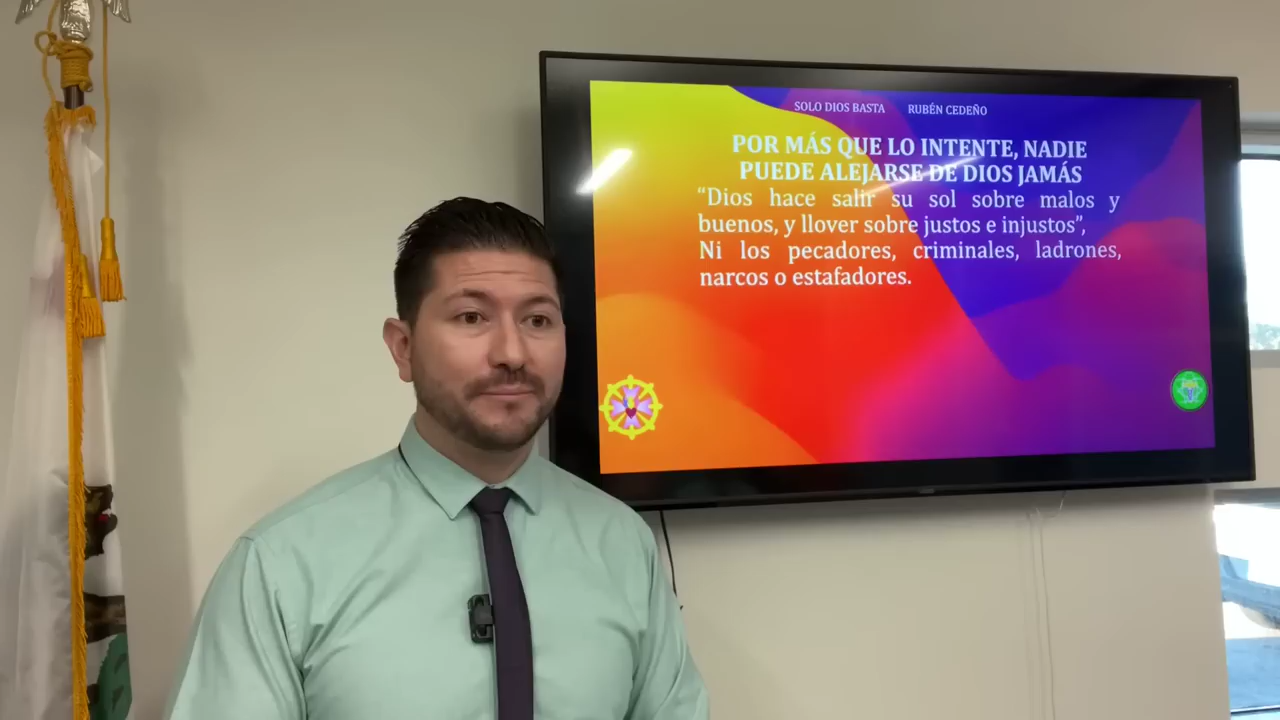 SOLO DIOS BASTA RUBÉN CEDEÑO
POR MÁS QUE LO INTENTE, NADIE
PUEDE ALEJARSE DE DIOS JAMÁS
“Dios hace salir su sol sobre malos y
buenos, y llover sobre justos e injustos”,
Ni los pecadores, criminales, ladrones,
narcos o estafadores.